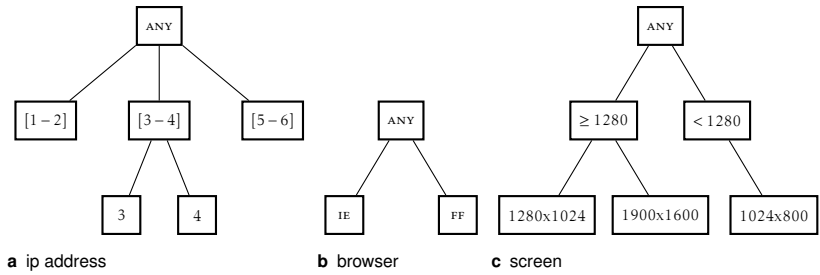 ANY ANY
[1 – 2] [3 – 4] [5 – 6] ANY ≥ 1280 < 1280
3 4 IE FF 1280x1024 1900x1600 1024x800
a ip address b browser c screen